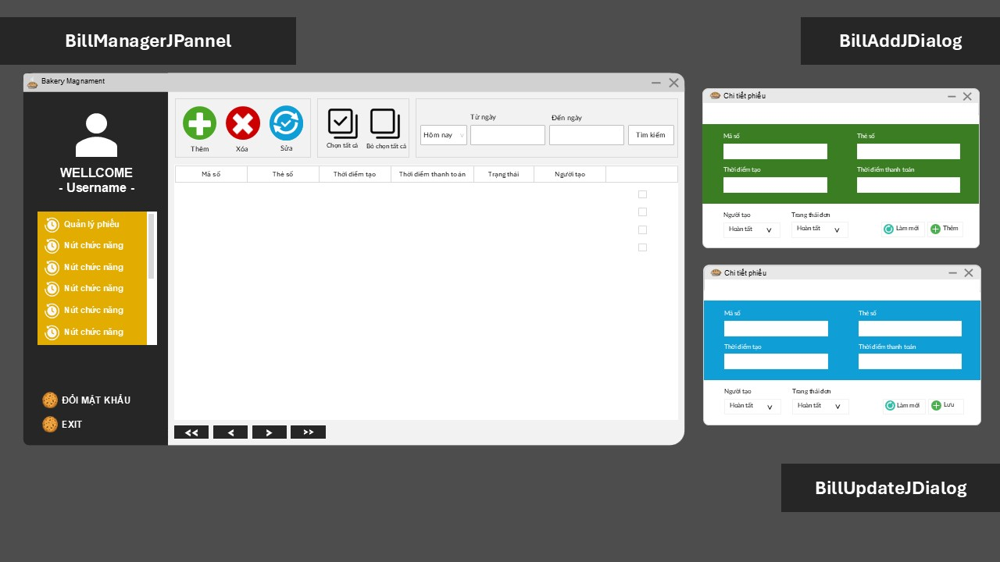 BillManagerJPannel
BillAddJDialog
Bakery Magnament
WELLCOME
- Username -
Quản lý phiếu
Nút chức năng
Nút chức năng
Nút chức năng
Nút chức năng
Nút chức năng
ĐỔI MẬT KHẨU
EXIT
Thêm
Xóa
Sửa
Chọn tất cả
Bỏ chọn tất cả
Từ ngày
Đến ngày
Hôm nay
Tìm kiếm
Mã số
Thẻ số
Thời điểm tạo
Thời điểm thanh toán
Trạng thái
Người tạo
<<
<
>
>>
Chi tiết phiếu
Mã số
Thẻ số
Thời điểm tạo
Thời điểm thanh toán
Người tạo
Trạng thái đơn
Hoàn tất
Hoàn tất
Làm mới
Thêm
Chi tiết phiếu
Mã số
Thẻ số
Thời điểm tạo
Thời điểm thanh toán
Người tạo
Trạng thái đơn
Hoàn tất
Hoàn tất
Làm mới
Lưu
BillUpdateJDialog